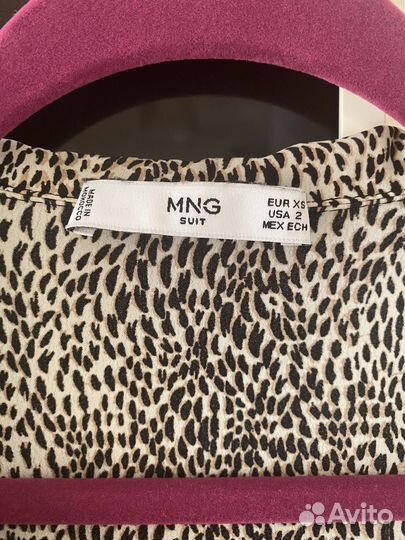 MADE IN
MOROCCO
MNG
SUIT
EUR XS
USA 2
MEX ECH
Avito